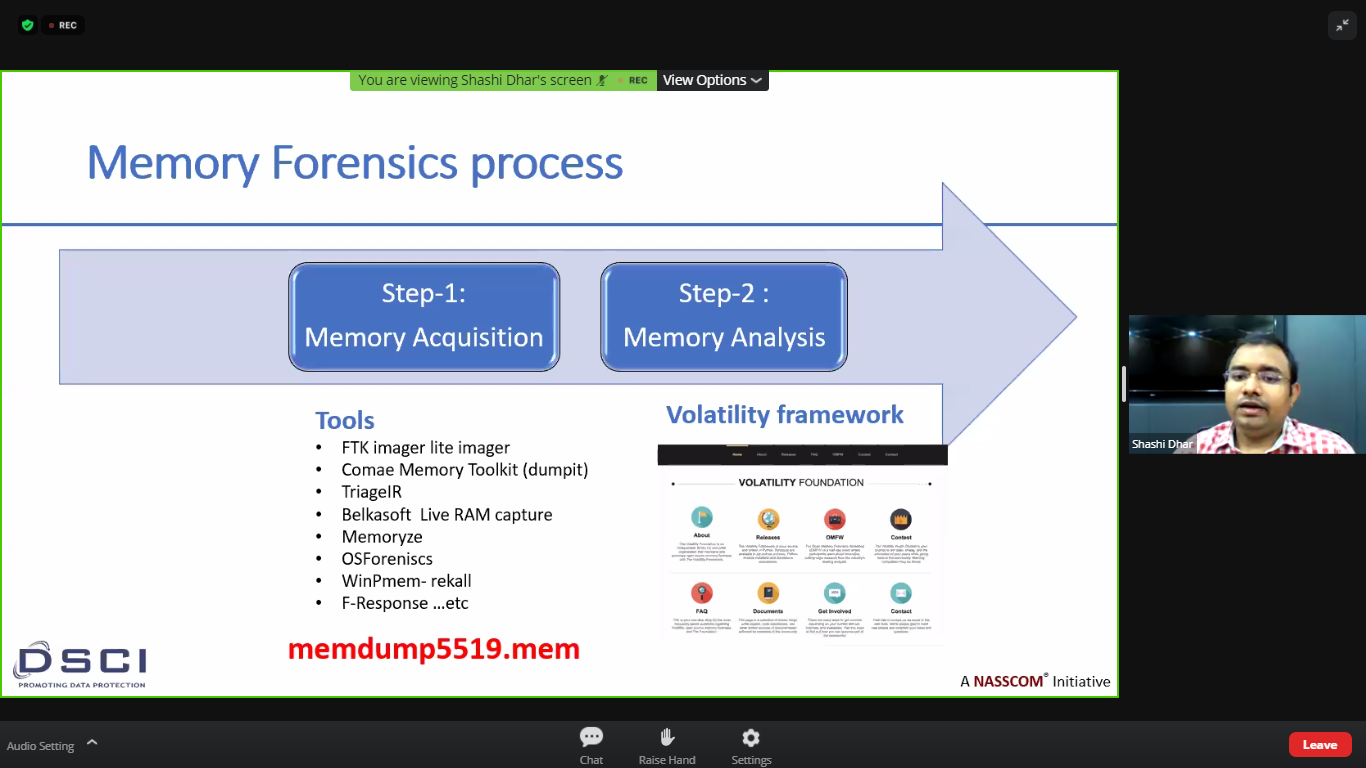 REC
You are viewing Shashi Dhar's screen REC View Options
Memory Forensics process
Step-1:
Memory Acquisition
Step-2 :
Memory Analysis
Tools
• FTK imager lite imager
• Comae Memory Toolkit (dumpit)
• TriageIR
• Belkasoft Live RAM capture
• Memoryze
• OSForeniscs
• WinPmem- rekall
• F-Response ...etc
memdump5519.mem
Volatility framework
Home About Releases FAQ OMFW Contest Contact
VOLATILITY FOUNDATION
About Releases OMFW Contest
FAQ Documents Get Involved Contact
DSCI
PROMOTING DATA PROTECTION
A NASSCOM® Initiative
Shashi Dhar
Audio Setting
Chat
Raise Hand
Settings
Leave